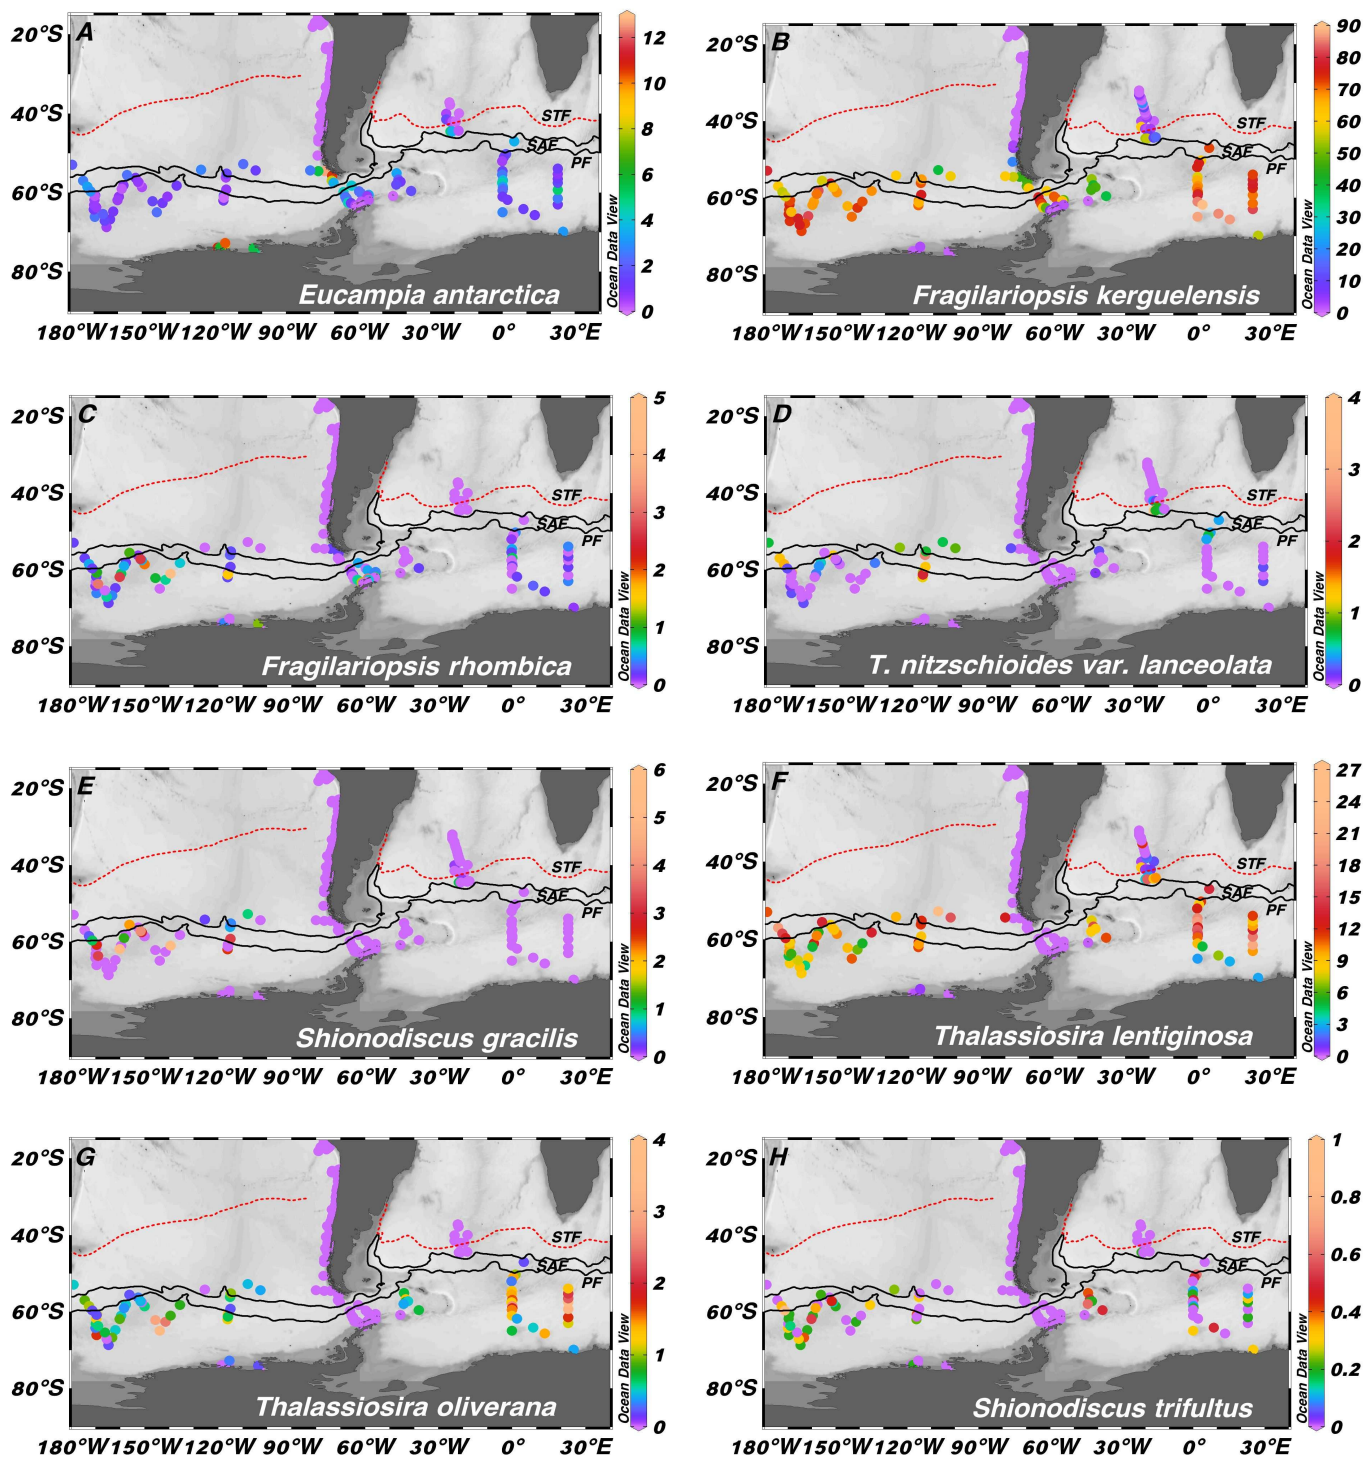 A
20°S
40°S
60°S
80°S
STF
SAF
PF
Eucampia antarctica
180°W 150°W 120°W 90°W 60°W 30°W 0° 30°E
Ocean Data View
12
10
8
6
4
2
0
B
20°S
40°S
60°S
80°S
STF
SAF
PF
Fragilariopsis kerguelensis
180°W 150°W 120°W 90°W 60°W 30°W 0° 30°E
Ocean Data View
90
80
70
60
50
40
30
20
10
0
C
20°S
40°S
60°S
80°S
STF
SAF
PF
Fragilariopsis rhombica
180°W 150°W 120°W 90°W 60°W 30°W 0° 30°E
Ocean Data View
5
4
3
2
1
0
D
20°S
40°S
60°S
80°S
STF
SAF
PF
T. nitzschioides var. lanceolata
180°W 150°W 120°W 90°W 60°W 30°W 0° 30°E
Ocean Data View
4
3
2
1
0
E
20°S
40°S
60°S
80°S
STF
SAF
PF
Shionodiscus gracilis
180°W 150°W 120°W 90°W 60°W 30°W 0° 30°E
Ocean Data View
6
5
4
3
2
1
0
F
20°S
40°S
60°S
80°S
STF
SAF
PF
Thalassiosira lentiginosa
180°W 150°W 120°W 90°W 60°W 30°W 0° 30°E
Ocean Data View
27
24
21
18
15
12
9
6
3
0
G
20°S
40°S
60°S
80°S
STF
SAF
PF
Thalassiosira oliverana
180°W 150°W 120°W 90°W 60°W 30°W 0° 30°E
Ocean Data View
4
3
2
1
0
H
20°S
40°S
60°S
80°S
STF
SAF
PF
Shionodiscus trifultus
180°W 150°W 120°W 90°W 60°W 30°W 0° 30°E
Ocean Data View
1
0.8
0.6
0.4
0.2
0